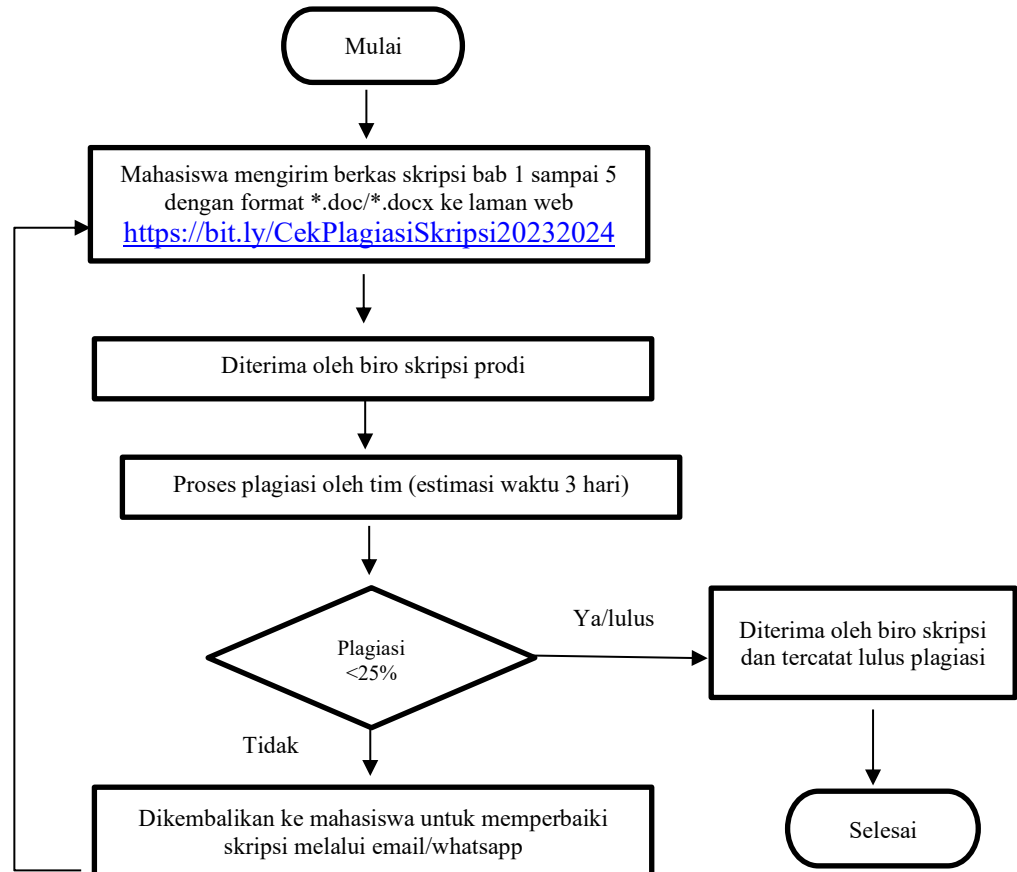 Mulai
Mahasiswa mengirim berkas skripsi bab 1 sampai 5
dengan format *.doc/*.docx ke laman web
https://bit.ly/CekPlagiasiSkripsi20232024
Diterima oleh biro skripsi prodi
Proses plagiasi oleh tim (estimasi waktu 3 hari)
Plagiasi
<25%
Ya/lulus
Diterima oleh biro skripsi
dan tercatat lulus plagiasi
Tidak
Dikembalikan ke mahasiswa untuk memperbaiki
skripsi melalui email/whatsapp
Selesai